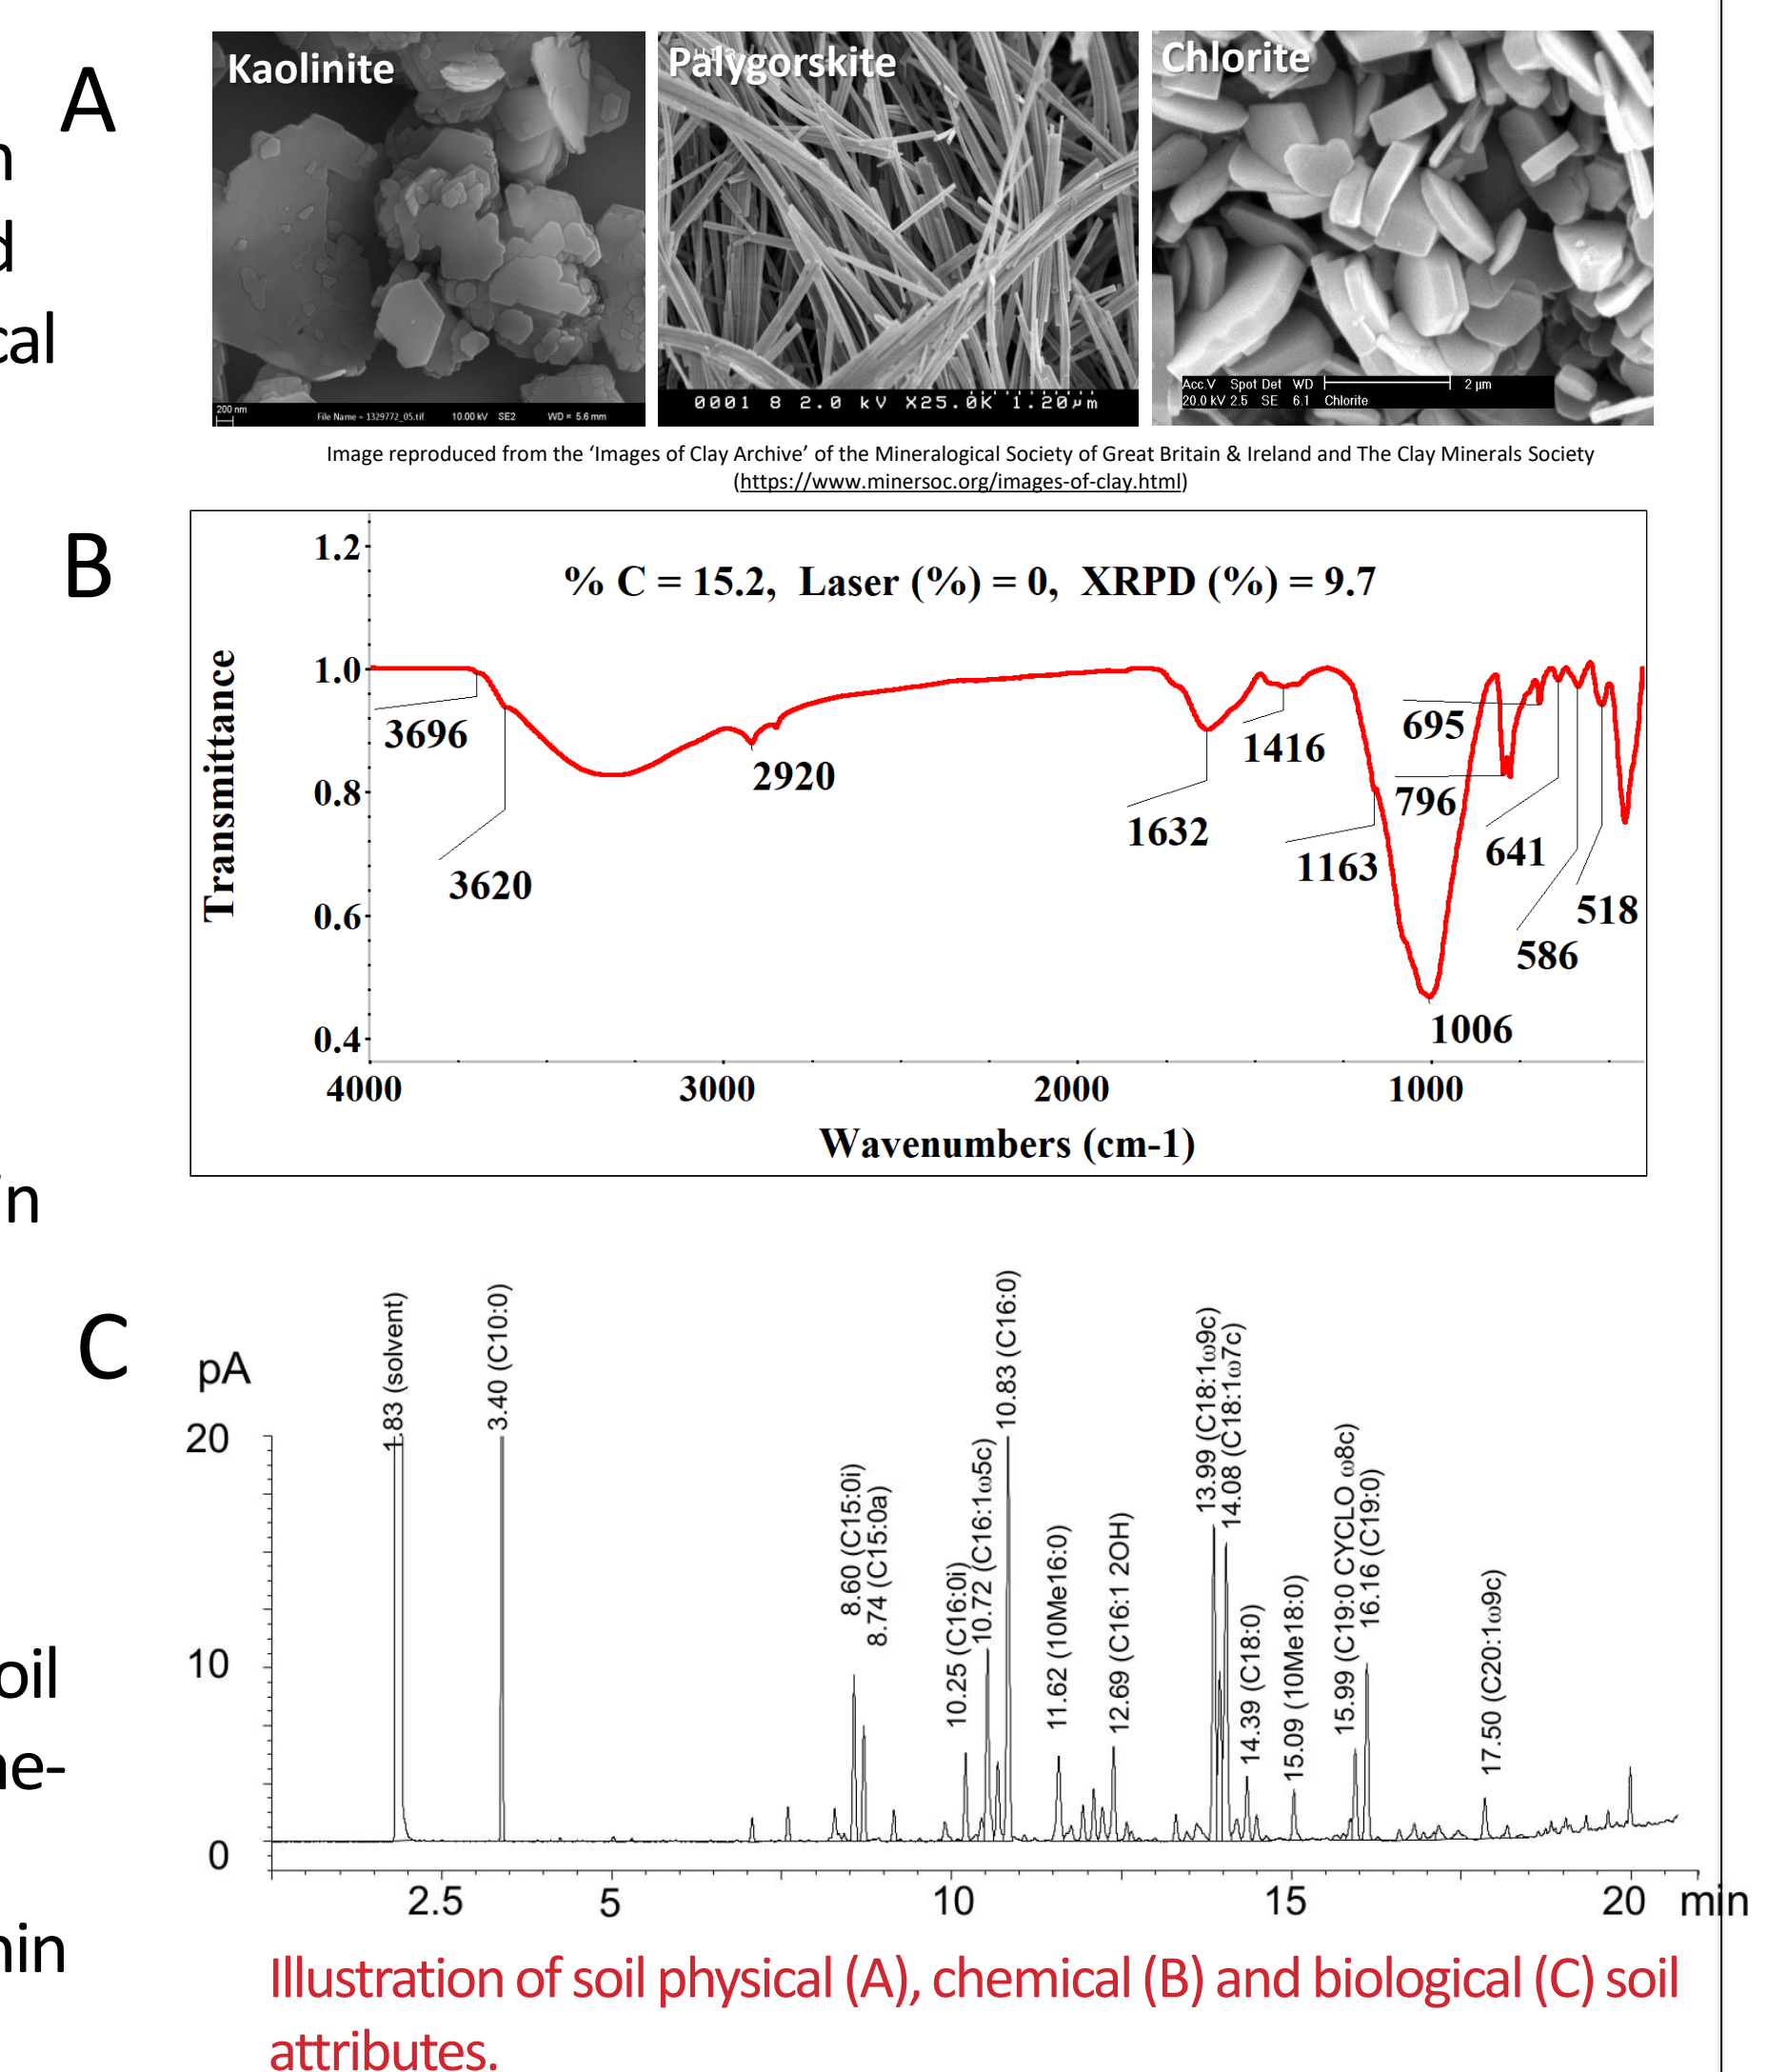 A
Kaolinite
Palygorskite
Chlorite
200 nm
File Name = 1329772_05.tif 10.00 kV SE2 WD = 5.6 mm
0001 8 2.0 kV X25.0K 1.20µm
Acc.V Spot Det WD 2 µm
20.0 kV 2.5 SE 6.1 Chlorite
Image reproduced from the ‘Images of Clay Archive’ of the Mineralogical Society of Great Britain & Ireland and The Clay Minerals Society
(https://www.minersoc.org/images-of-clay.html)
n
d
cal
B
% C = 15.2, Laser (%) = 0, XRPD (%) = 9.7
Transmittance
1.2
1.0
0.8
0.6
0.4
3696
3620
2920
1632
1416
1163
1006
695
796
641
586
518
4000 3000 2000 1000
Wavenumbers (cm-1)
in
C
pA
20
10
0
1.83 (solvent)
3.40 (C10:0)
8.60 (C15:0i)
8.74 (C15:0a)
10.25 (C16:0i)
10.72 (C16:1ω5c)
10.83 (C16:0)
11.62 (10Me16:0)
12.69 (C16:1 2OH)
13.99 (C18:1ω9c)
14.08 (C18:1ω7c)
14.39 (C18:0)
15.09 (10Me18:0)
15.99 (C19:0 CYCLO ω8c)
16.16 (C19:0)
17.50 (C20:1ω9c)
2.5 5 10 15 20 min
oil
ne-
nin
Illustration of soil physical (A), chemical (B) and biological (C) soil
attributes.